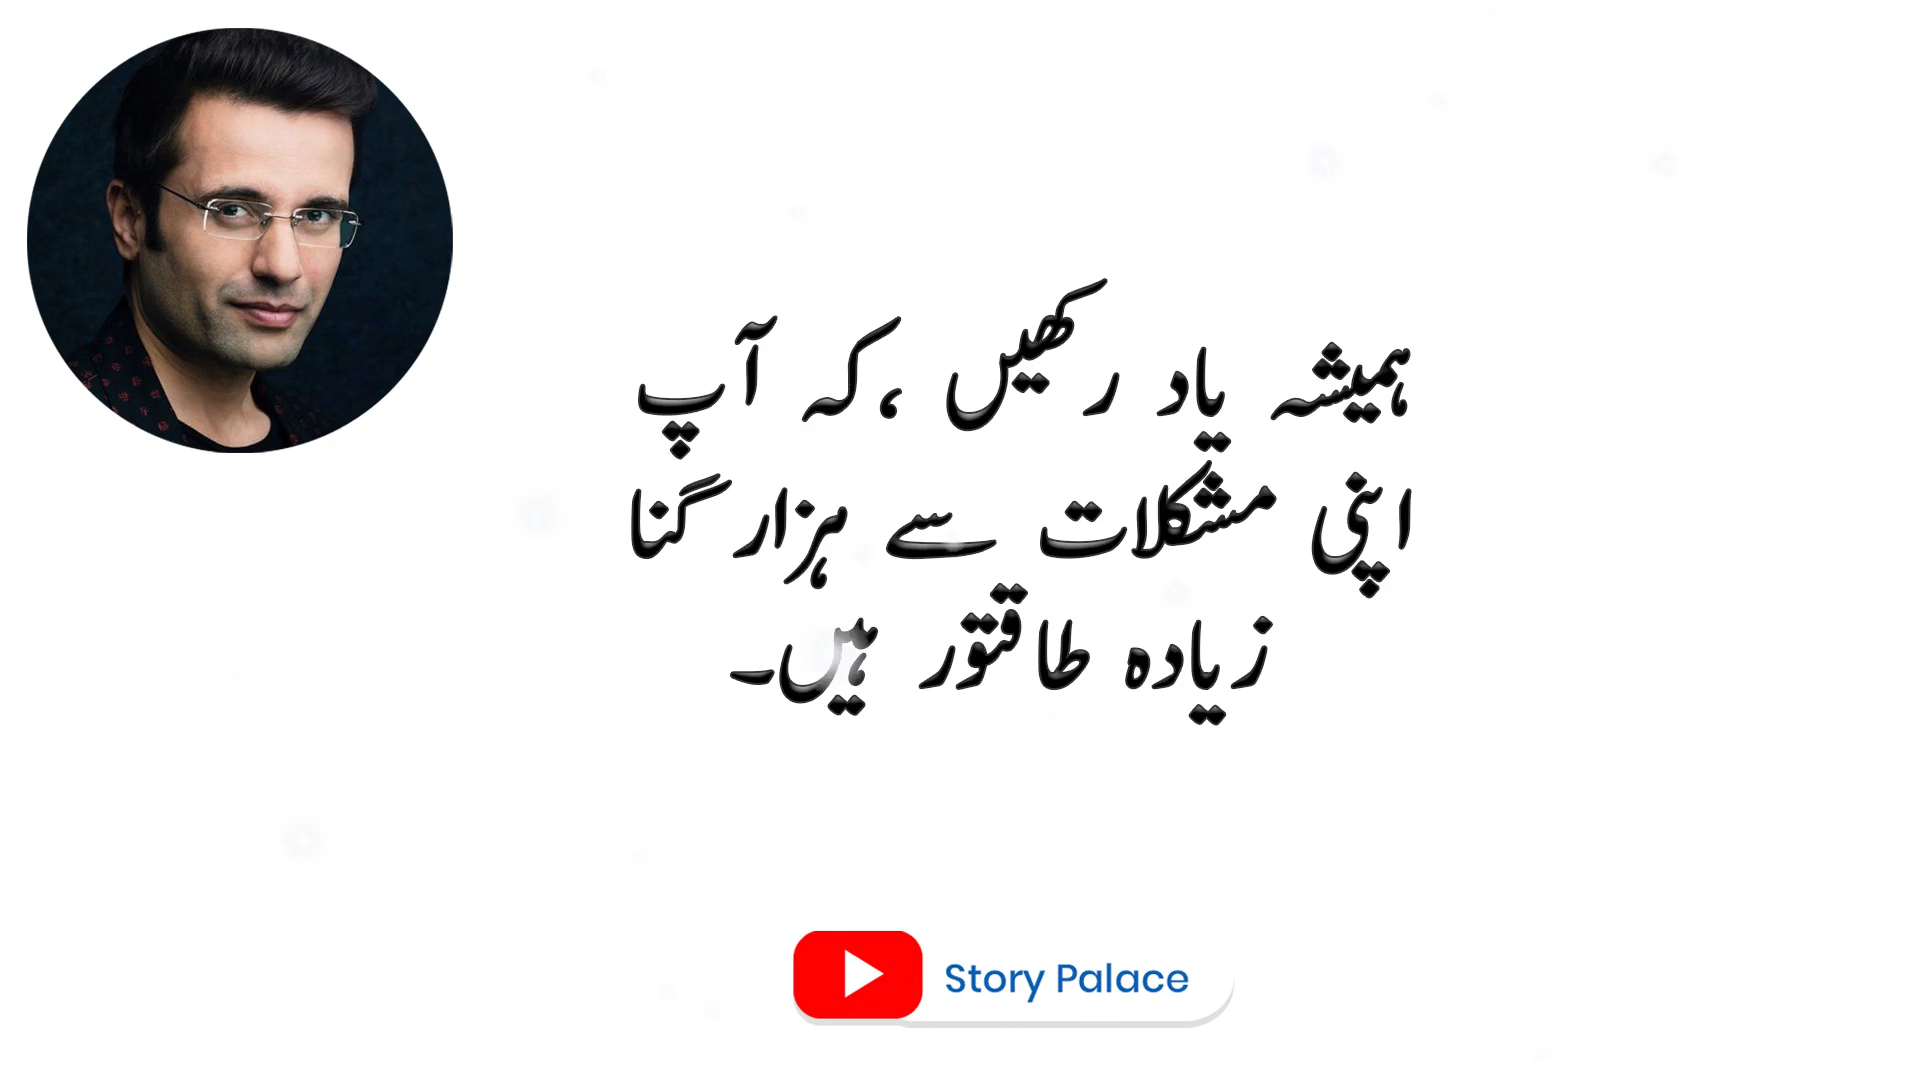 ہمیشہ یاد رکھیں ،کہ آپ
اپنی مشکلات سے ہزار گنا
زیادہ طاقتور ہیں۔
Story Palace